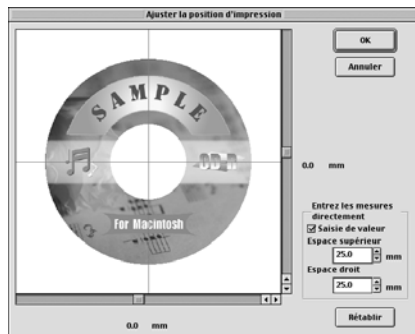 Ajuster la position d'impression
OK
Annuler
SAMPLE
CD-R
For Macintosh
0.0 mm
Entrez les mesures
directement
Saisie de valeur
Espace supérieur
25.0 mm
Espace droit
25.0 mm
Rétablir
0.0 mm